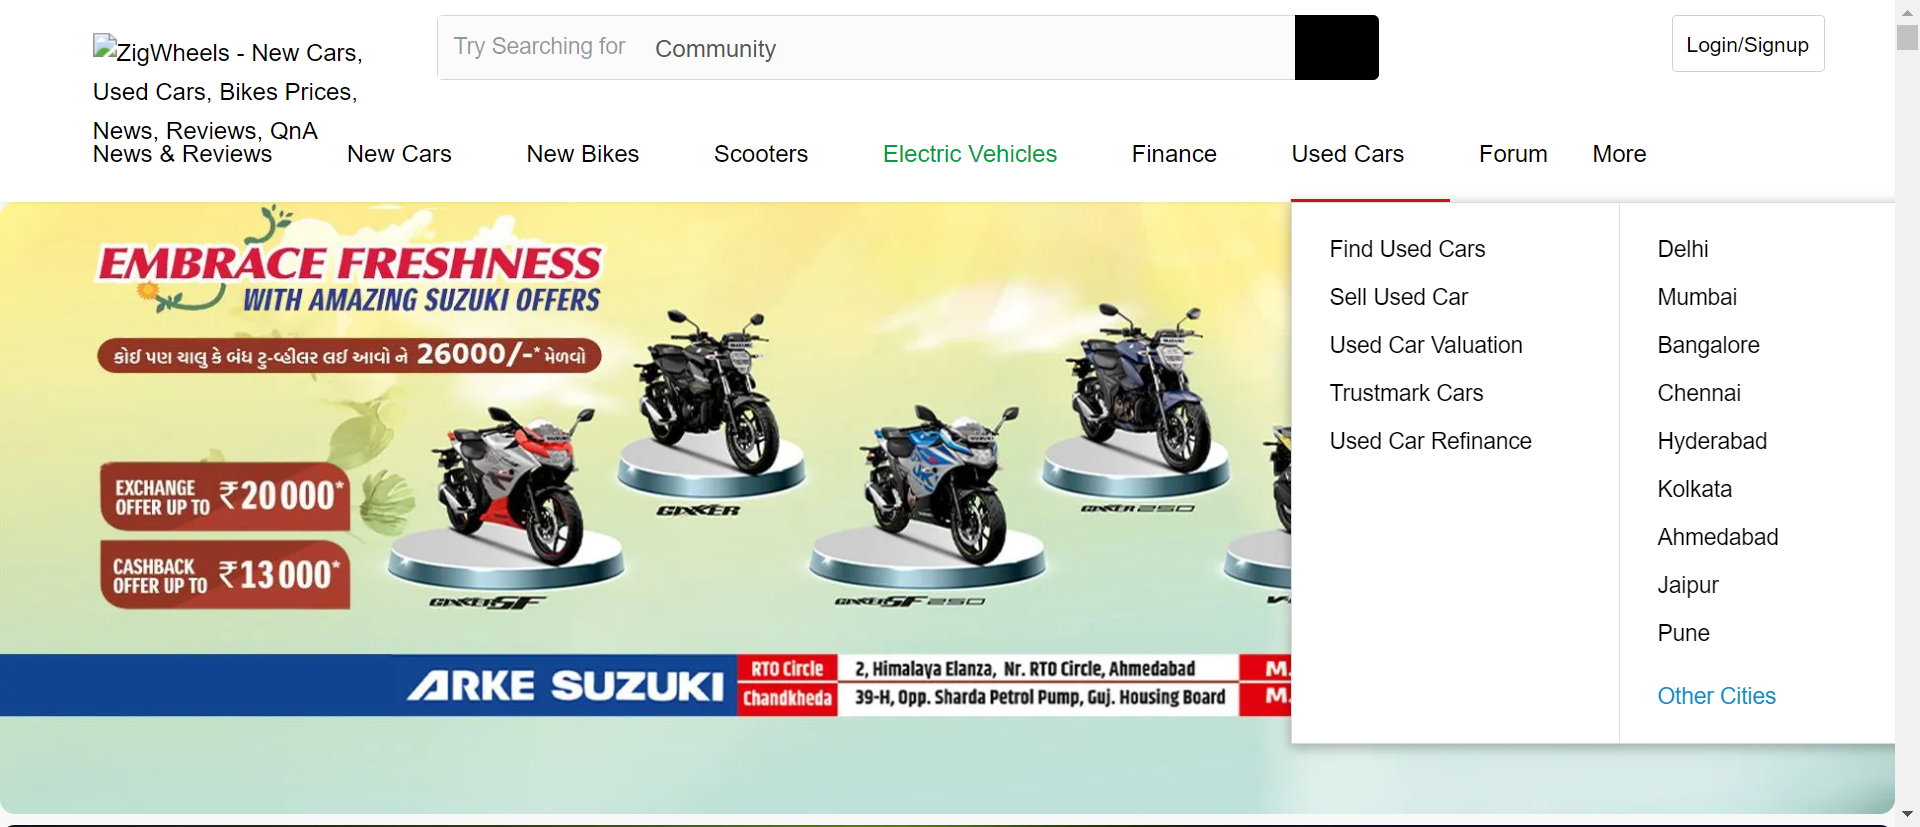 ZigWheels - New Cars,
Used Cars, Bikes Prices,
News, Reviews, QnA
Try Searching for Community
Login/Signup
News & Reviews New Cars New Bikes Scooters Electric Vehicles Finance Used Cars Forum More
Find Used Cars
Sell Used Car
Used Car Valuation
Trustmark Cars
Used Car Refinance
Delhi
Mumbai
Bangalore
Chennai
Hyderabad
Kolkata
Ahmedabad
Jaipur
Pune
Other Cities
EMBRACE FRESHNESS
WITH AMAZING SUZUKI OFFERS
કોઈ પણ ચાલુ કે બંધ ટુ-વ્હીલર લઈ આવો ને 26000/-* મેળવો
EXCHANGE
OFFER UP TO ₹20000*
CASHBACK
OFFER UP TO ₹13000*
GIXXER
GIXXER 250
GIXXER SF
GIXXER SF 250
ARKE SUZUKI
RTO Circle 2, Himalaya Elanza, Nr. RTO Circle, Ahmedabad M.
Chandkheda 39-H, Opp. Sharda Petrol Pump, Guj. Housing Board M.